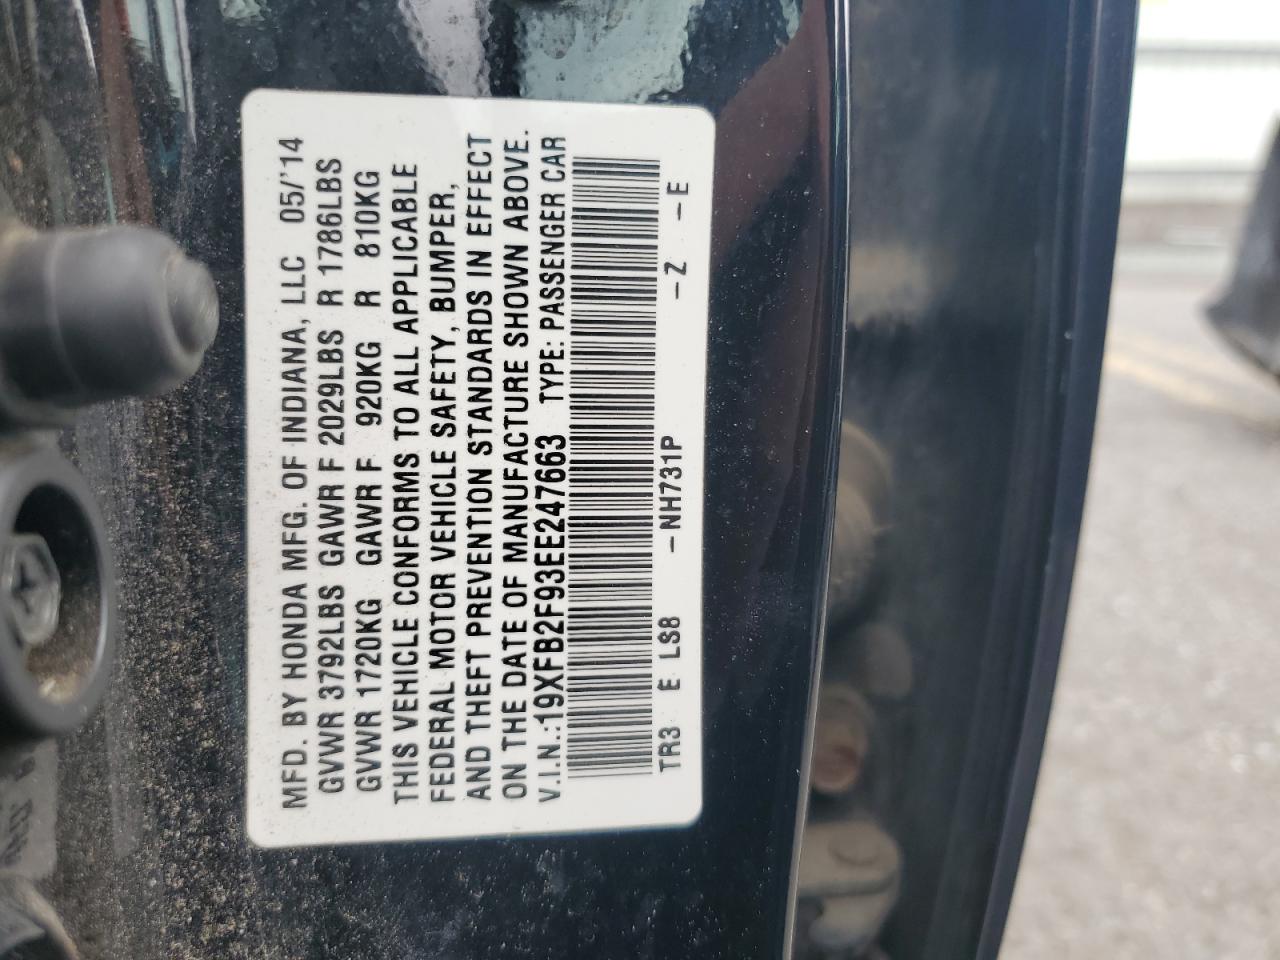 MFD. BY HONDA MFG. OF INDIANA, LLC 05/'14
GVWR 3792LBS GAWR F 2029LBS R 1786LBS
GVWR 1720KG GAWR F 920KG R 810KG
THIS VEHICLE CONFORMS TO ALL APPLICABLE
FEDERAL MOTOR VEHICLE SAFETY, BUMPER,
AND THEFT PREVENTION STANDARDS IN EFFECT
ON THE DATE OF MANUFACTURE SHOWN ABOVE.
V.I.N.:19XFB2F93EE247663 TYPE: PASSENGER CAR
TR3 E LS8 -NH731P -Z -E